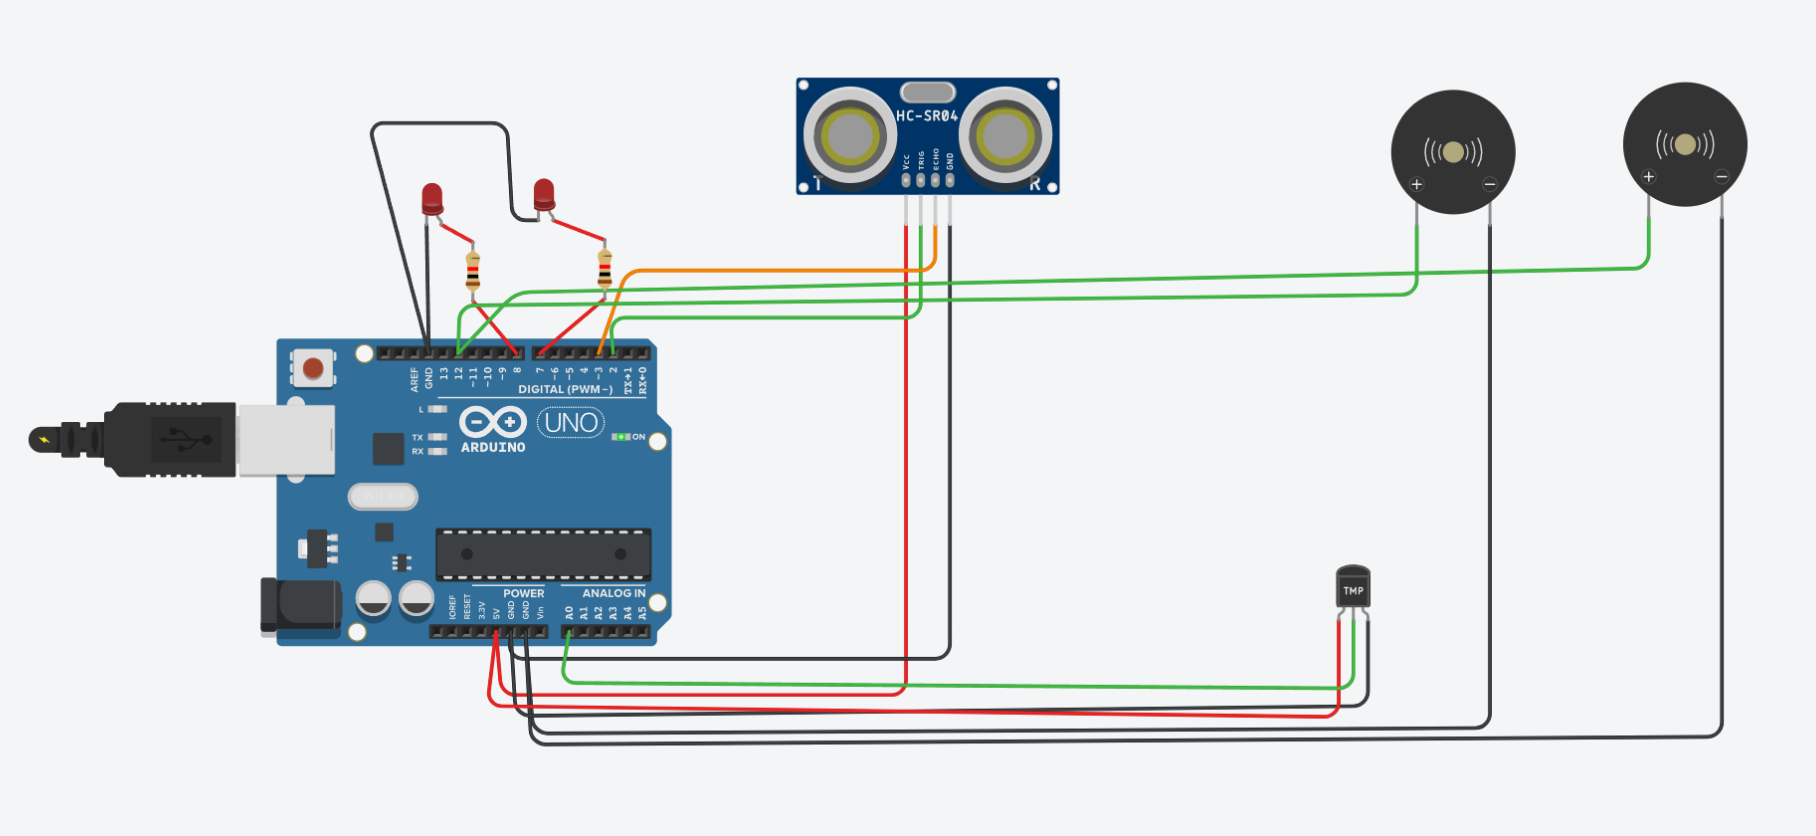 HC-SR04
VCC
TRIG
ECHO
GND
T
R
+
−
+
−
AREF
GND
13
12
~11
~10
~9
8
7
~6
~5
4
~3
2
TX→1
RX←0
DIGITAL (PWM~)
L
TX
RX
ARDUINO
UNO
ON
POWER
ANALOG IN
IOREF
RESET
3.3V
5V
GND
GND
Vin
A0
A1
A2
A3
A4
A5
TMP